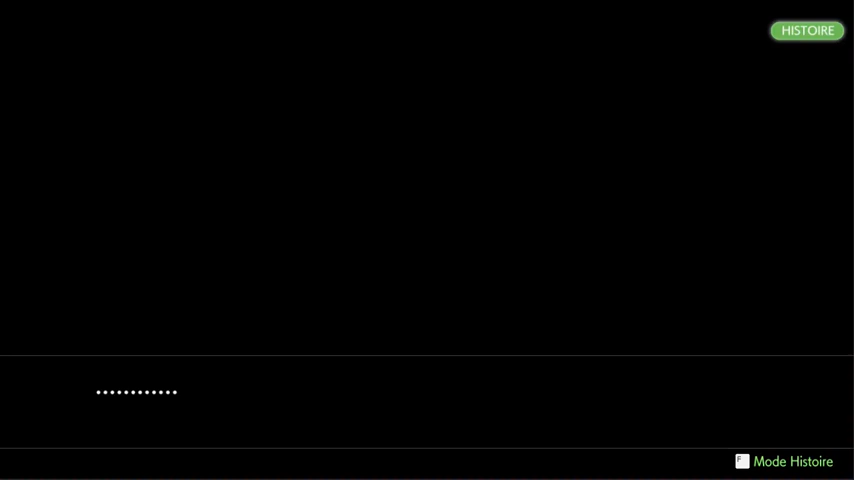 HISTOIRE
............
F Mode Histoire